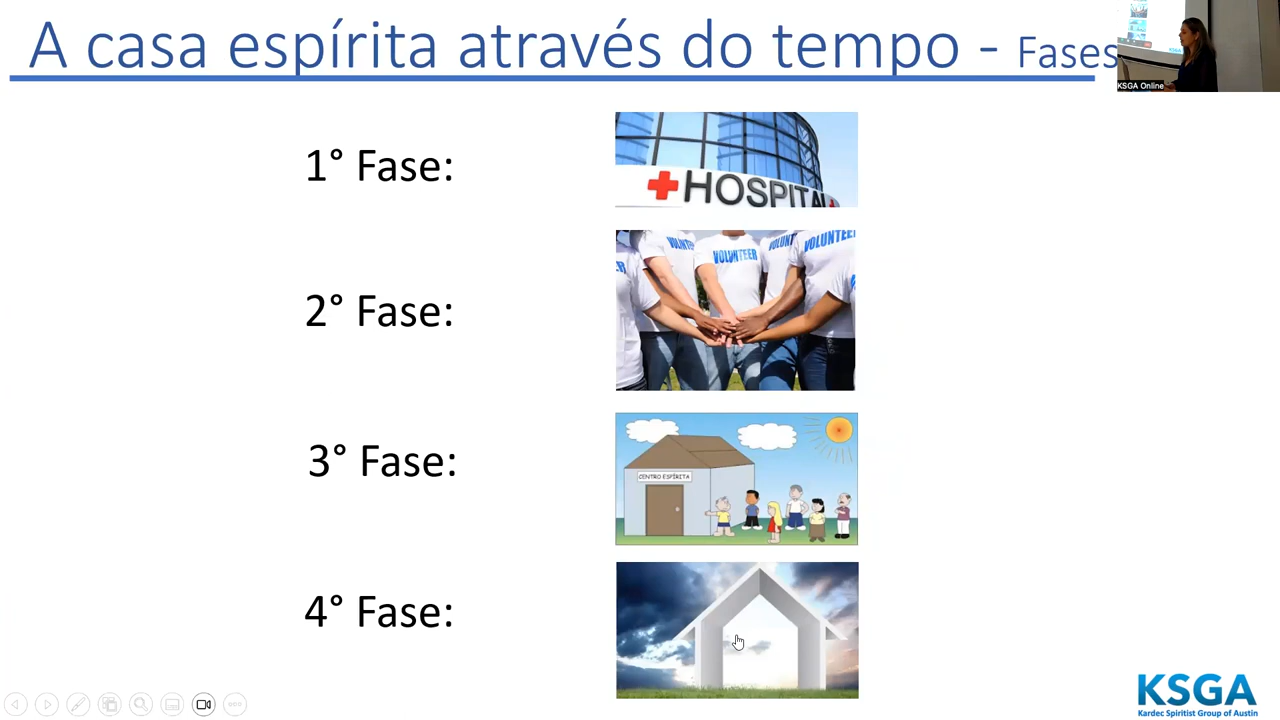 A casa espírita através do tempo - Fases
KSGA Online
1° Fase:
HOSPITAL
2° Fase:
VOLUNTEER
VOLUNTEER
3° Fase:
CENTRO ESPÍRITA
4° Fase:
KSGA
Kardec Spiritist Group of Austin